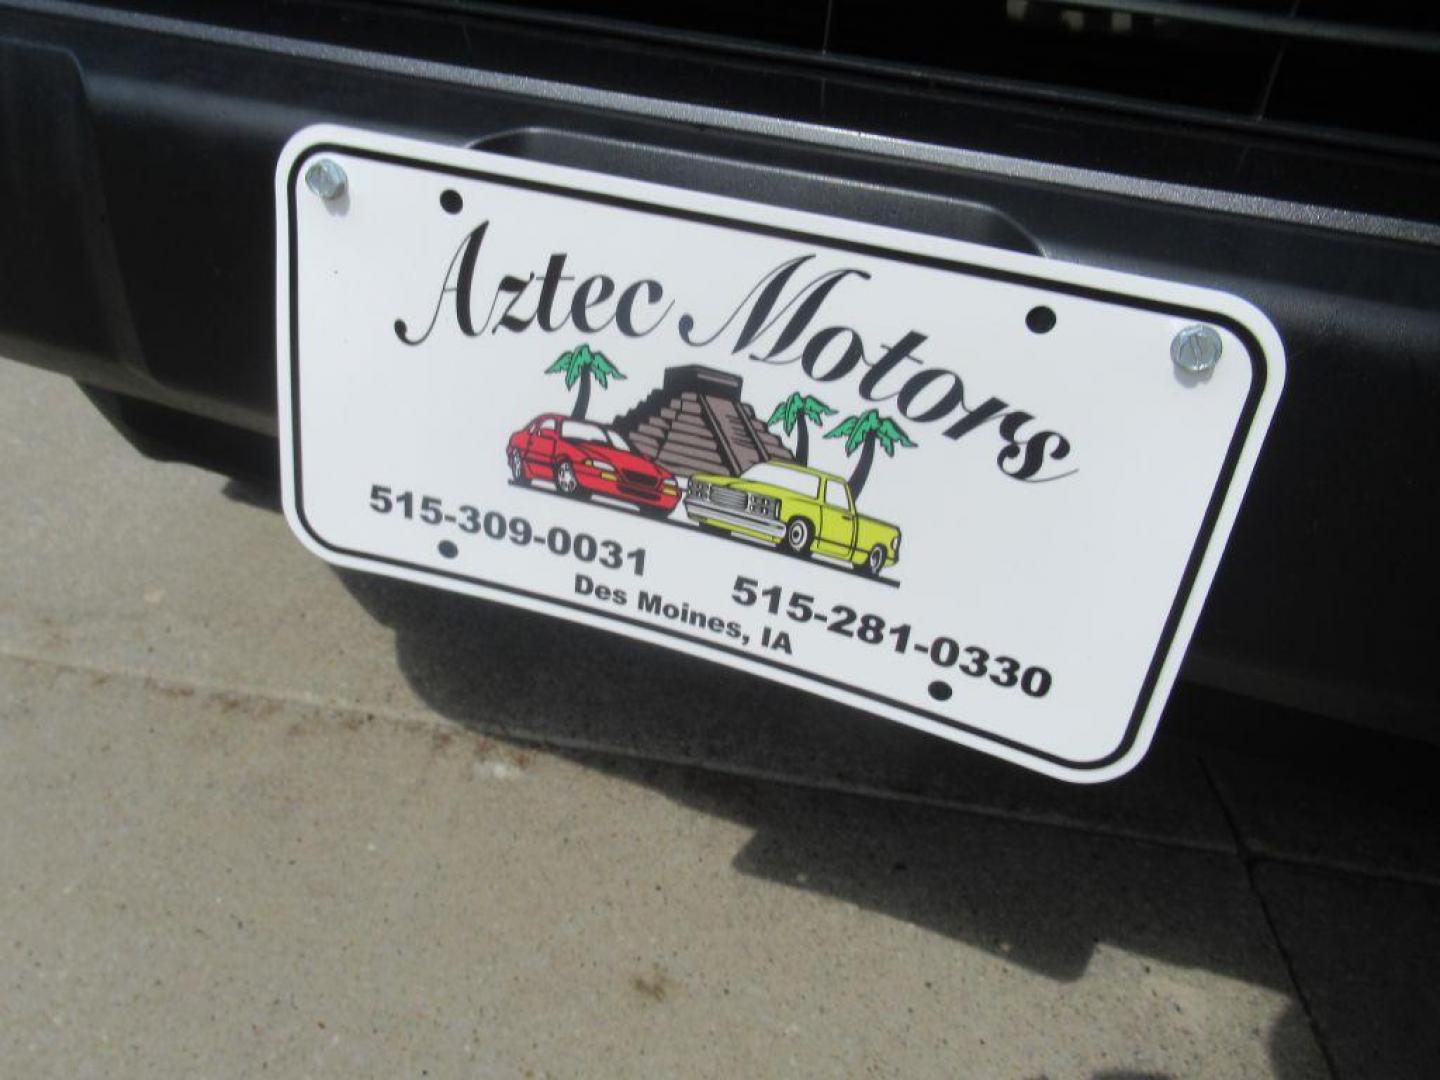 Aztec Motors
515-309-0031
515-281-0330
Des Moines, IA